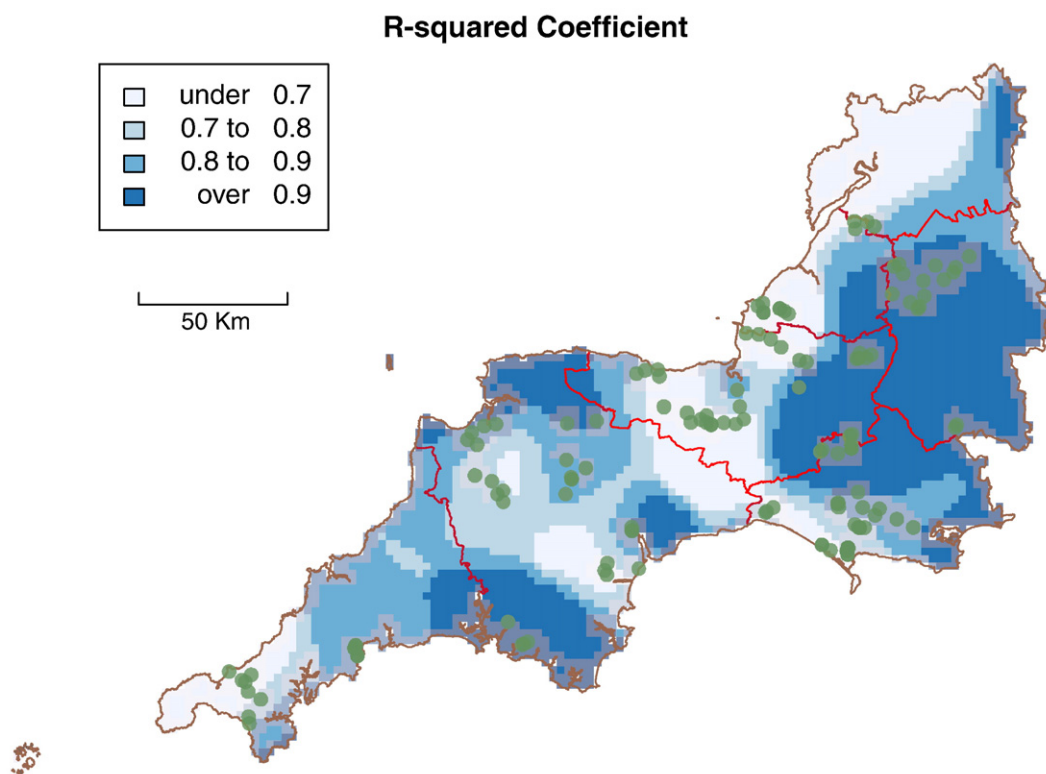 R-squared Coefficient
under 0.7
0.7 to 0.8
0.8 to 0.9
over 0.9
50 Km